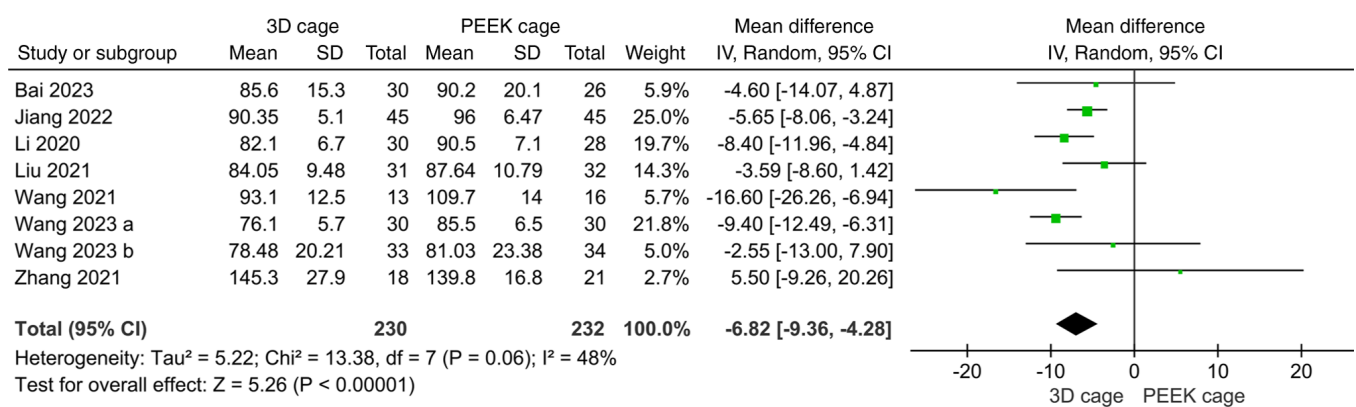 3D cage PEEK cage Mean difference Mean difference
Study or subgroup Mean SD Total Mean SD Total Weight IV, Random, 95% CI IV, Random, 95% CI
Bai 2023 85.6 15.3 30 90.2 20.1 26 5.9% -4.60 [-14.07, 4.87]
Jiang 2022 90.35 5.1 45 96 6.47 45 25.0% -5.65 [-8.06, -3.24]
Li 2020 82.1 6.7 30 90.5 7.1 28 19.7% -8.40 [-11.96, -4.84]
Liu 2021 84.05 9.48 31 87.64 10.79 32 14.3% -3.59 [-8.60, 1.42]
Wang 2021 93.1 12.5 13 109.7 14 16 5.7% -16.60 [-26.26, -6.94]
Wang 2023 a 76.1 5.7 30 85.5 6.5 30 21.8% -9.40 [-12.49, -6.31]
Wang 2023 b 78.48 20.21 33 81.03 23.38 34 5.0% -2.55 [-13.00, 7.90]
Zhang 2021 145.3 27.9 18 139.8 16.8 21 2.7% 5.50 [-9.26, 20.26]
Total (95% CI) 230 232 100.0% -6.82 [-9.36, -4.28]
Heterogeneity: Tau² = 5.22; Chi² = 13.38, df = 7 (P = 0.06); I² = 48%
Test for overall effect: Z = 5.26 (P < 0.00001)
-20 -10 0 10 20
3D cage PEEK cage